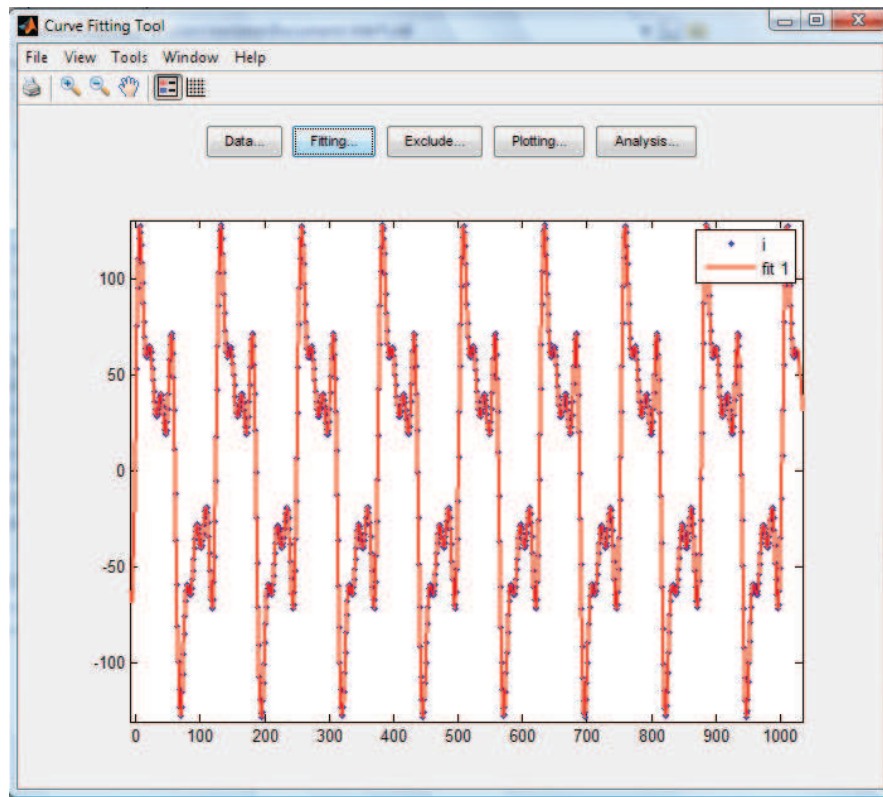 Curve Fitting Tool
File View Tools Window Help
Data... Fitting... Exclude... Plotting... Analysis...
i
fit 1
100
50
0
-50
-100
0 100 200 300 400 500 600 700 800 900 1000